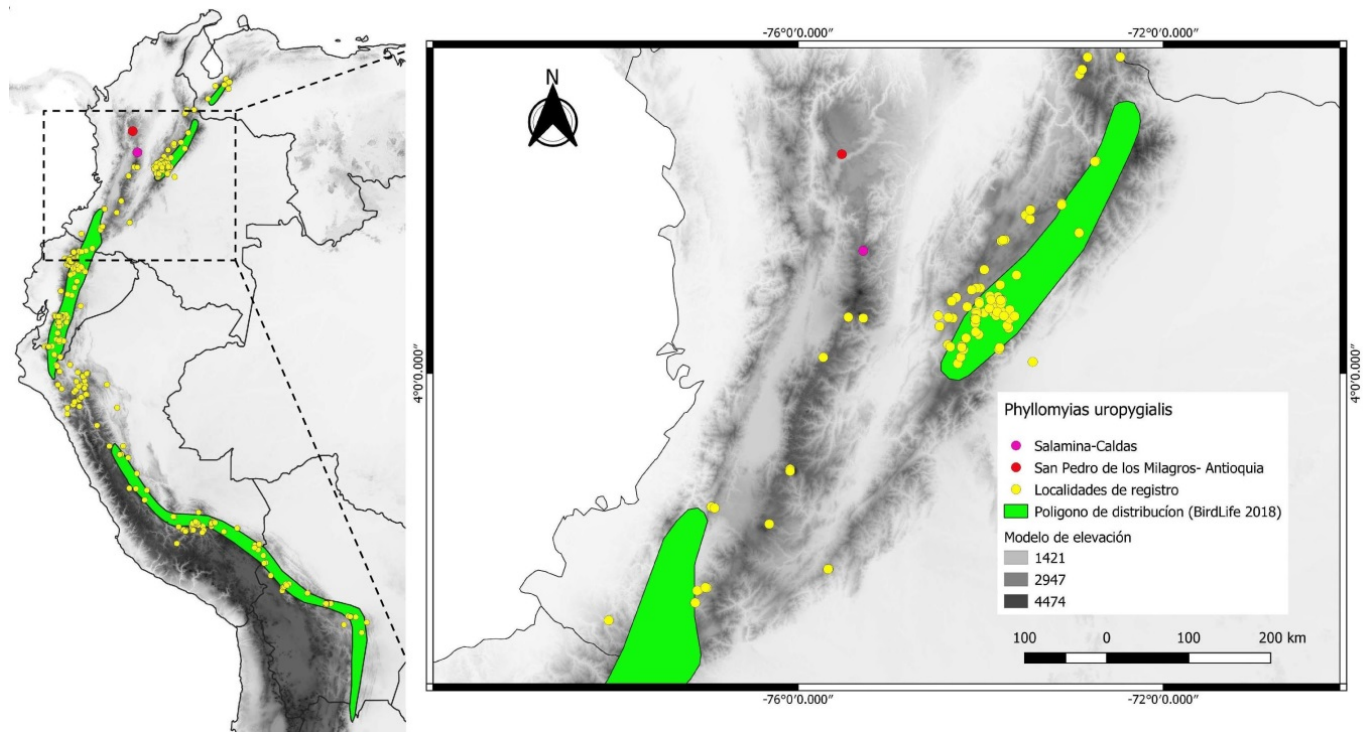 -76°0′0.000″
-72°0′0.000″
N
4°0′0.000″
4°0′0.000″
Phyllomyias uropygialis
Salamina-Caldas
San Pedro de los Milagros- Antioquia
Localidades de registro
Poligono de distribucíon (BirdLife 2018)
Modelo de elevación
1421
2947
4474
100 0 100 200 km
-76°0′0.000″
-72°0′0.000″